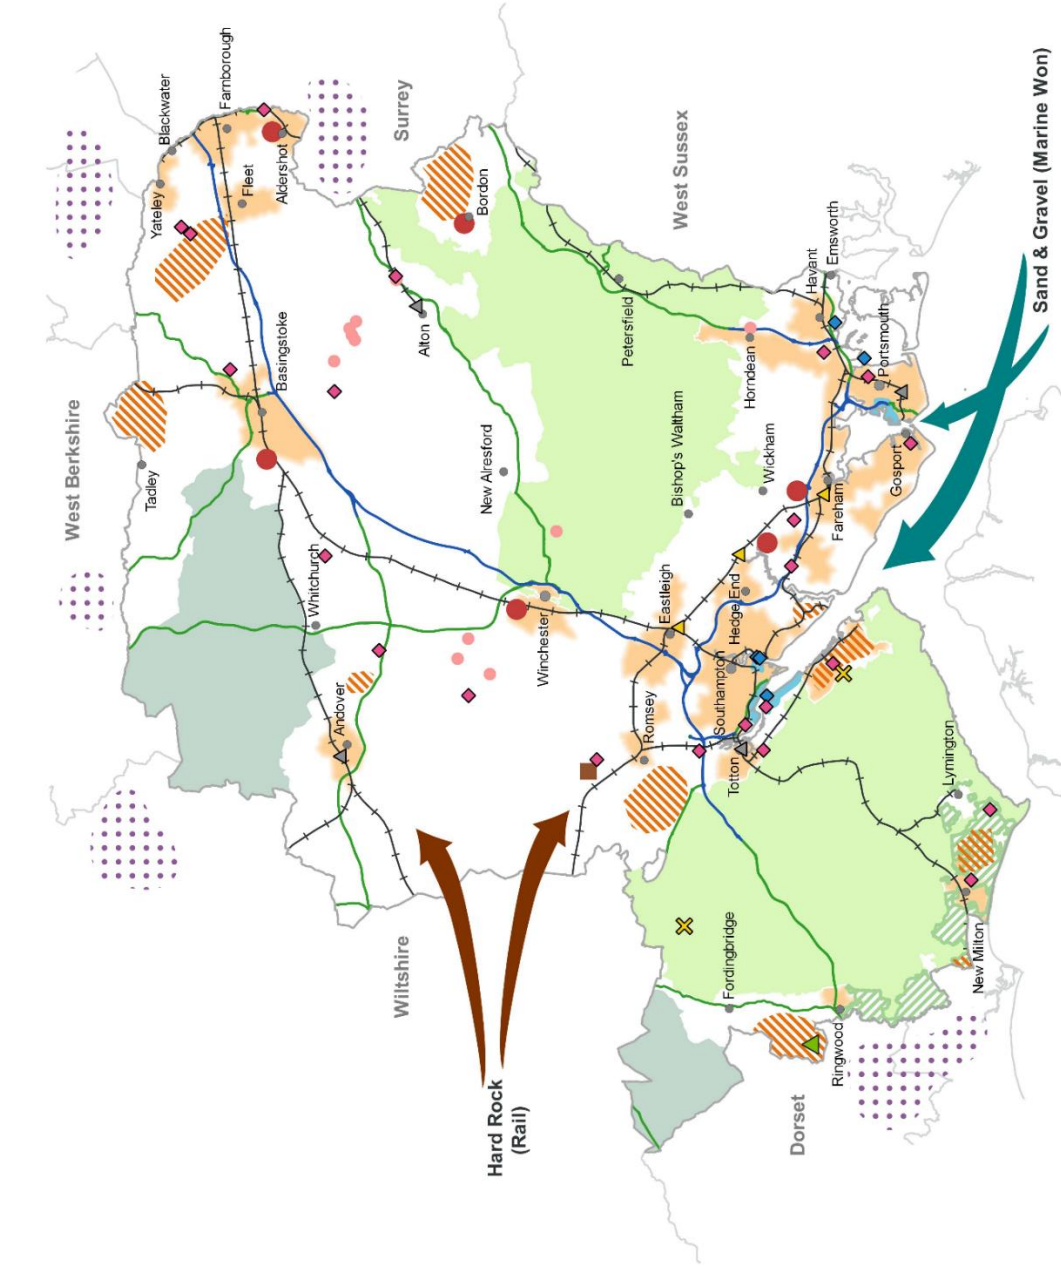 West Berkshire
Tadley
Yateley
Blackwater
Farnborough
Fleet
Basingstoke
Aldershot
Whitchurch
Andover
Wiltshire
Surrey
Alton
Bordon
New Alresford
Hard Rock
(Rail)
Winchester
Petersfield
Romsey
Eastleigh
Bishop's Waltham
West Sussex
Southampton
Fordingbridge
Totton
Hedge End
Horndean
Wickham
Dorset
Havant
Emsworth
Ringwood
Fareham
Portsmouth
Gosport
Lymington
New Milton
Sand & Gravel (Marine Won)